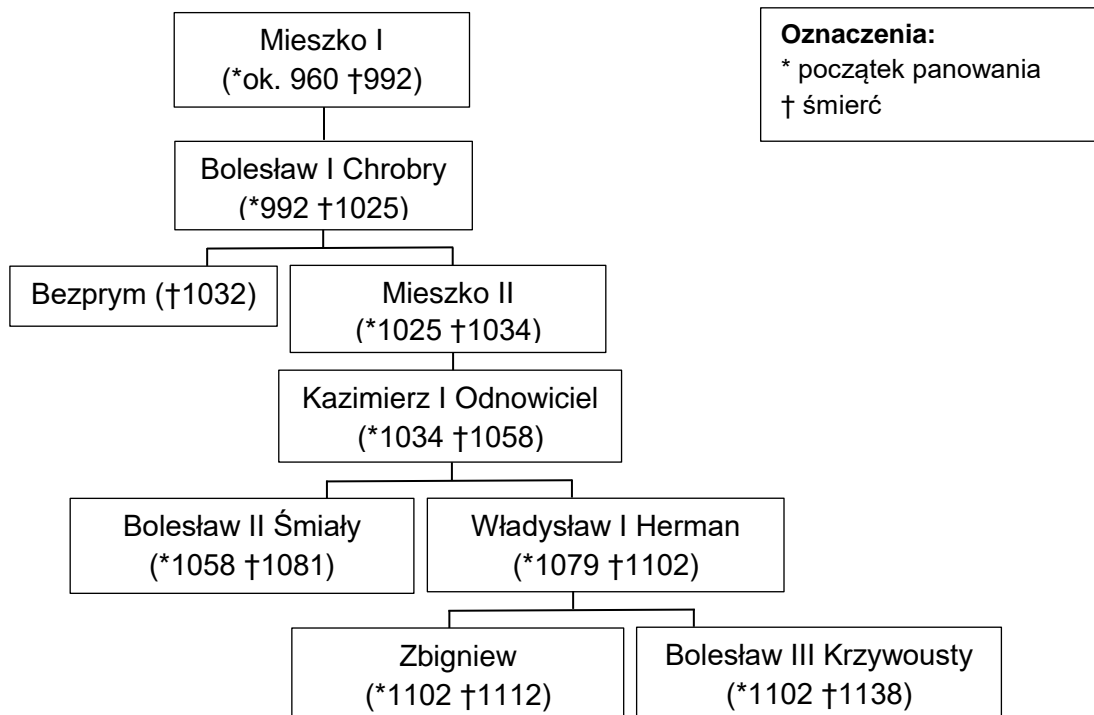 Mieszko I
(*ok. 960 †992)
Oznaczenia:
* początek panowania
† śmierć
Bolesław I Chrobry
(*992 †1025)
Bezprym (†1032)
Mieszko II
(*1025 †1034)
Kazimierz I Odnowiciel
(*1034 †1058)
Bolesław II Śmiały
(*1058 †1081)
Władysław I Herman
(*1079 †1102)
Zbigniew
(*1102 †1112)
Bolesław III Krzywousty
(*1102 †1138)